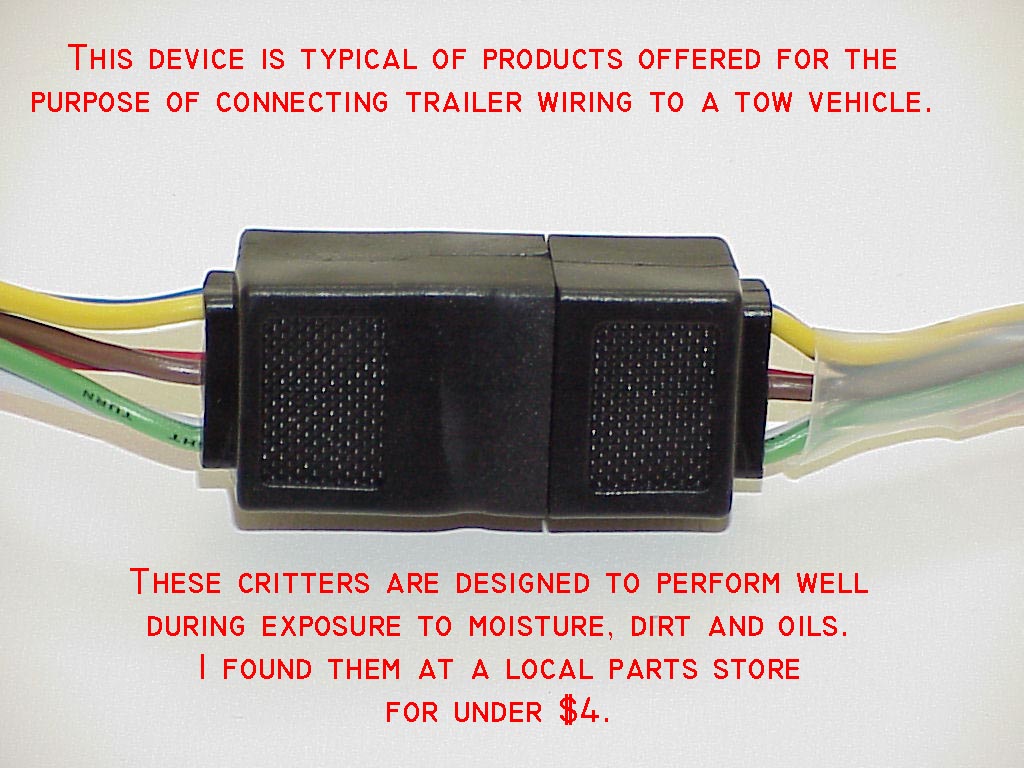 This device is typical of products offered for the
purpose of connecting trailer wiring to a tow vehicle.
TURN
These critters are designed to perform well
during exposure to moisture, dirt and oils.
I found them at a local parts store
for under $4.